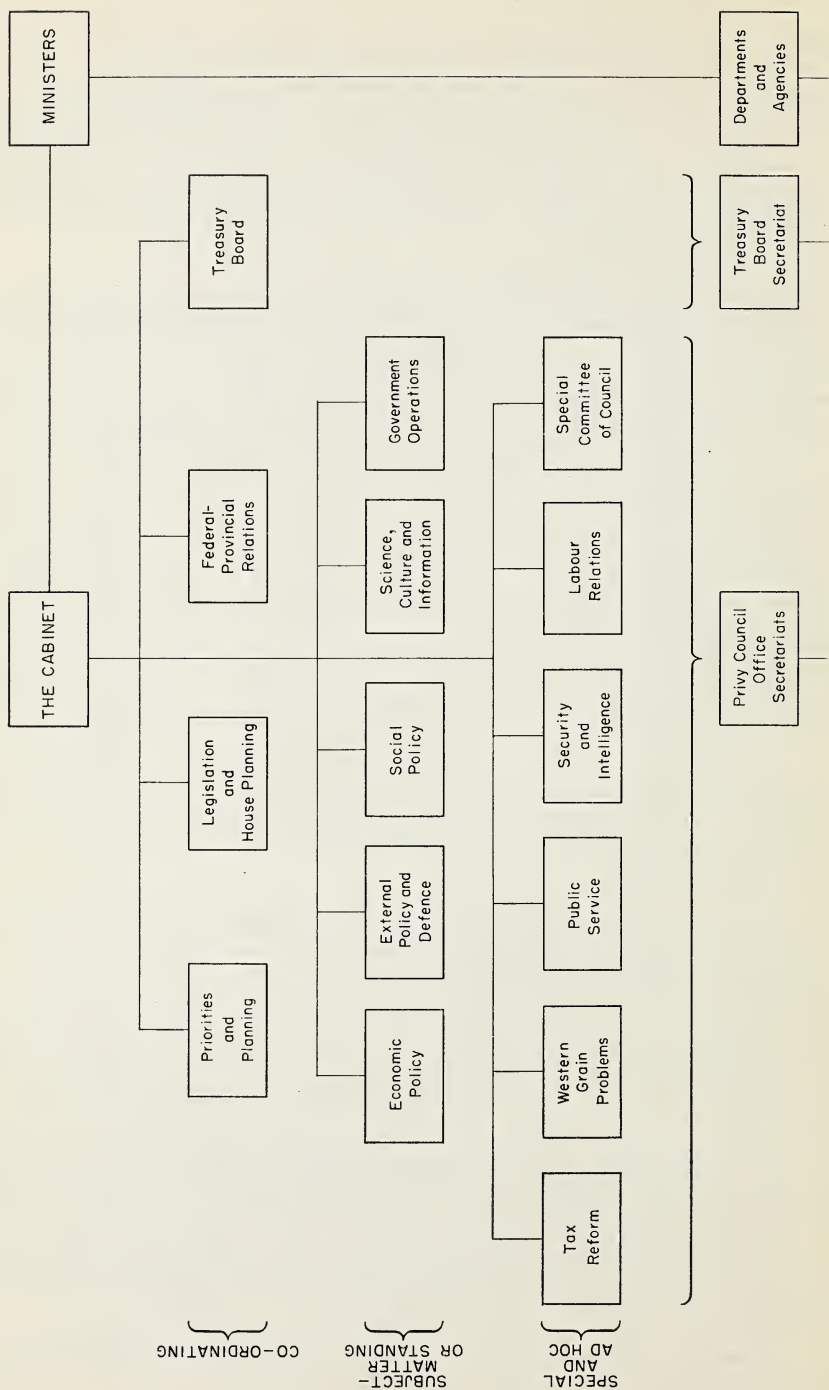 THE CABINET
MINISTERS
CO-ORDINATING
Priorities
and
Planning
Legislation
and
House Planning
Federal-
Provincial
Relations
Treasury
Board
SUBJECT-
MATTER
OR STANDING
Economic
Policy
External
Policy and
Defence
Social
Policy
Science,
Culture and
Information
Government
Operations
SPECIAL
AND
AD HOC
Tax
Reform
Western
Grain
Problems
Public
Service
Security
and
Intelligence
Labour
Relations
Special
Committee
of Council
Privy Council
Office
Secretariats
Treasury
Board
Secretariat
Departments
and
Agencies